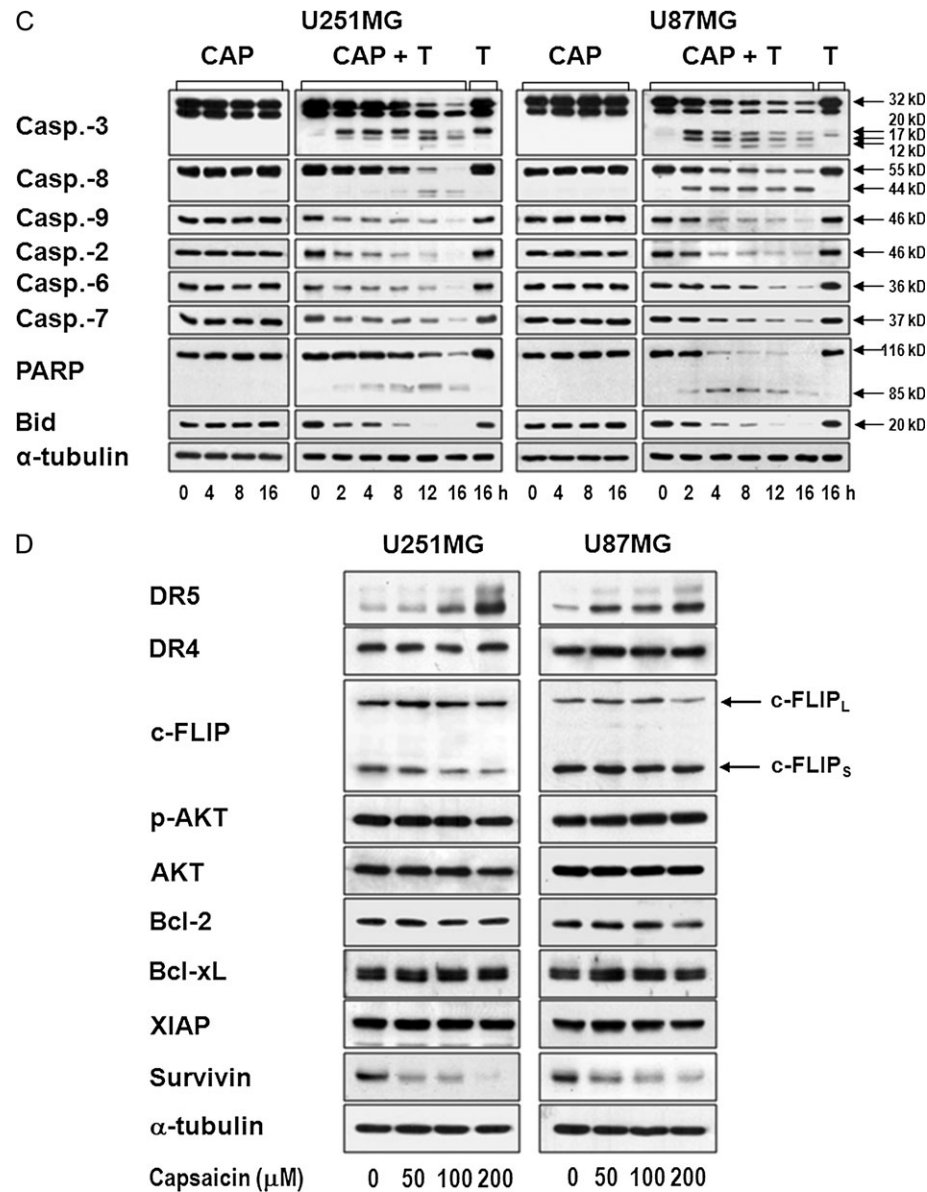 C
U251MG U87MG
CAP CAP + T T CAP CAP + T T
Casp.-3 32 kD
20 kD
17 kD
12 kD
Casp.-8 55 kD
44 kD
Casp.-9 46 kD
Casp.-2 46 kD
Casp.-6 36 kD
Casp.-7 37 kD
PARP 116 kD
85 kD
Bid 20 kD
α-tubulin
0 4 8 16 0 2 4 8 12 16 16 h 0 4 8 16 0 2 4 8 12 16 16 h
D
U251MG U87MG
DR5
DR4
c-FLIP c-FLIPL
c-FLIPS
p-AKT
AKT
Bcl-2
Bcl-xL
XIAP
Survivin
α-tubulin
Capsaicin (μM) 0 50 100 200 0 50 100 200